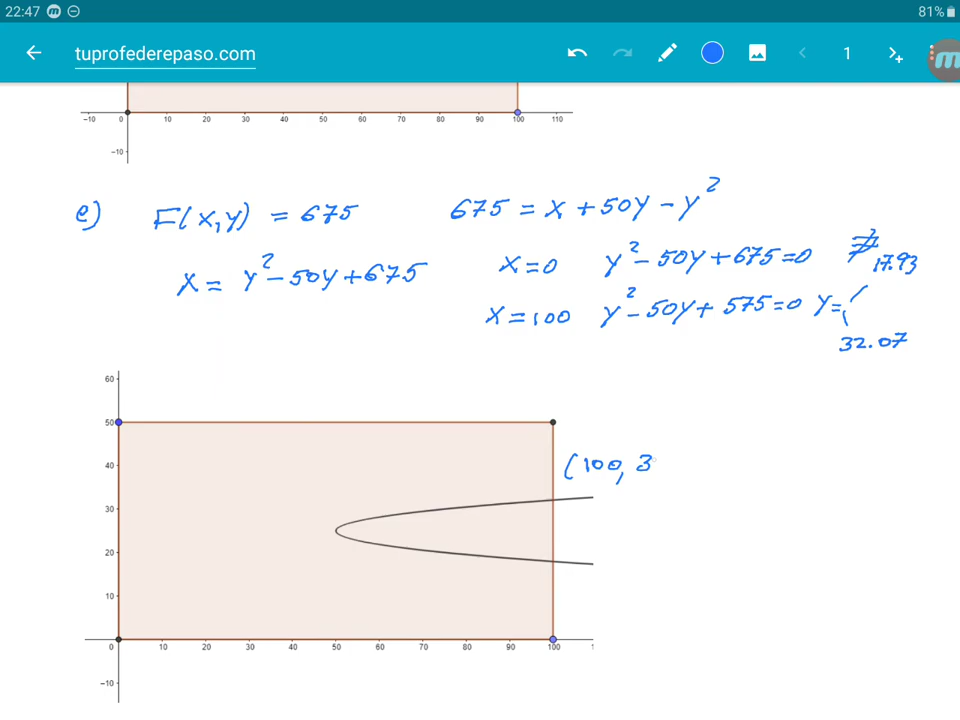 22:47 81%
tuprofederepaso.com 1
-10 0 10 20 30 40 50 60 70 80 90 100 110
-10
e) F(x,y) = 675 675 = x + 50y - y²
x = y² - 50y + 675 x=0 y² - 50y + 675 = 0 ∄ 17.93
x=100 y² - 50y + 575 = 0 y=
32.07
60
50
40
(100, 3
30
20
10
0 10 20 30 40 50 60 70 80 90 100
-10